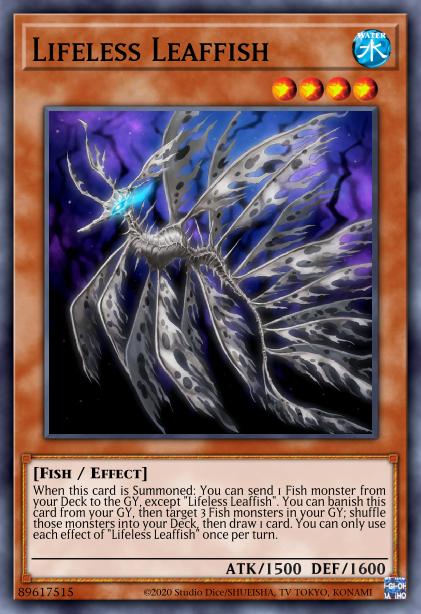 Lifeless Leaffish
WATER
水
[Fish / Effect]
When this card is Summoned: You can send 1 Fish monster from
your Deck to the GY, except "Lifeless Leaffish". You can banish this
card from your GY, then target 3 Fish monsters in your GY; shuffle
those monsters into your Deck, then draw 1 card. You can only use
each effect of "Lifeless Leaffish" once per turn.
ATK/1500 DEF/1600
89617515 ©2020 Studio Dice/SHUEISHA, TV TOKYO, KONAMI